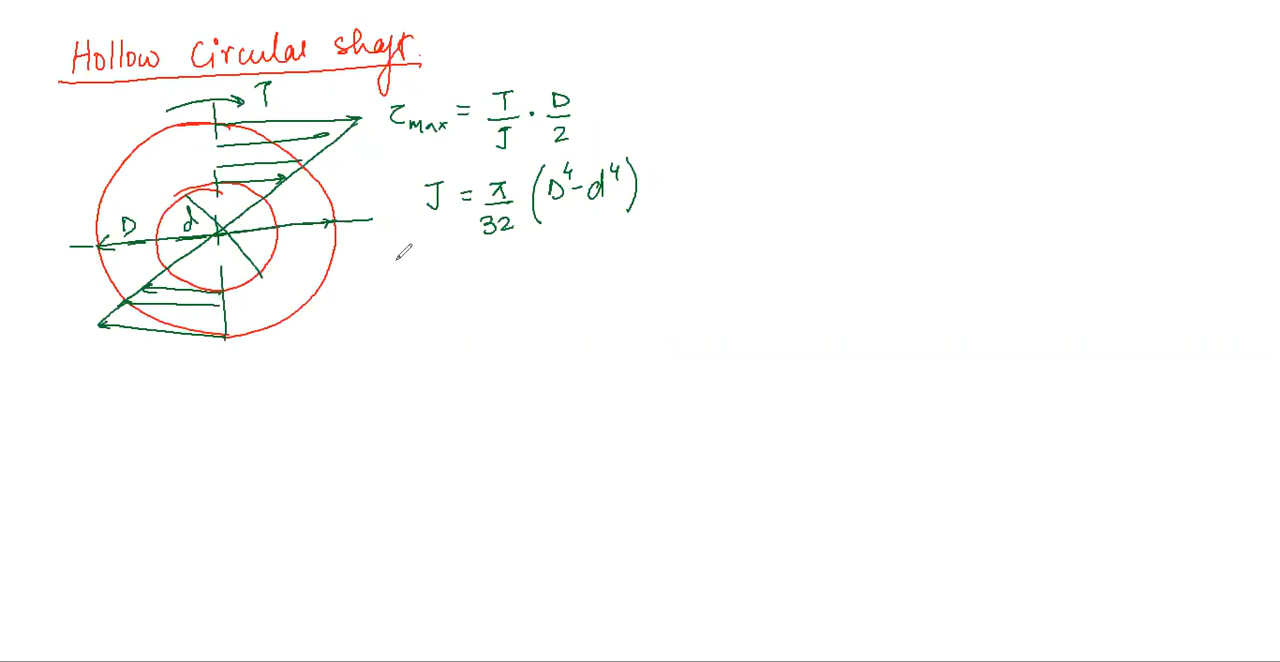 Hollow Circular shaft.
T
τmax = T/J · D/2
J = π/32 (D⁴-d⁴)
D d